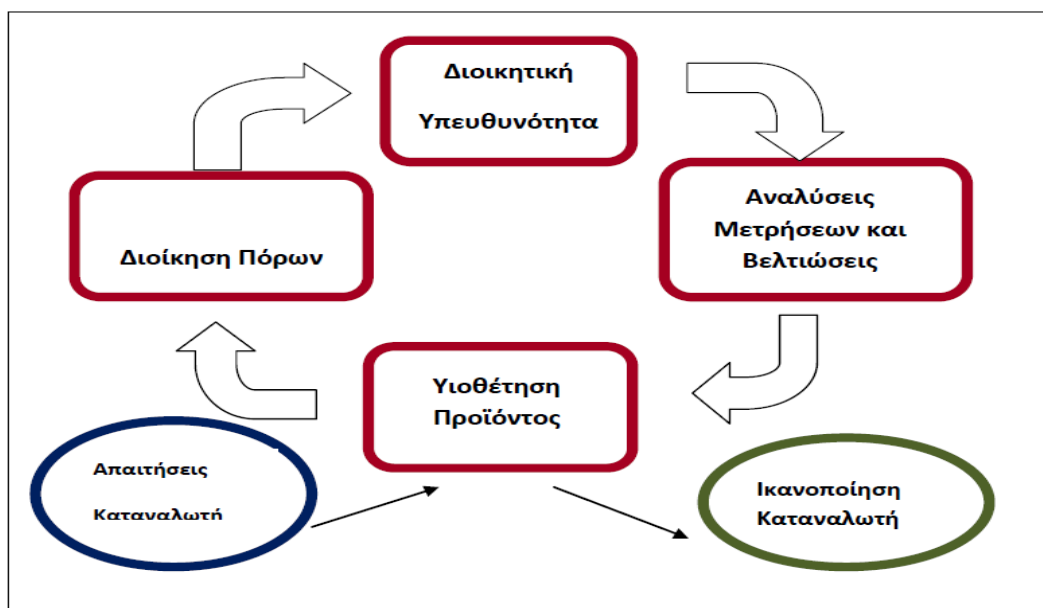 Διοικητική
Υπευθυνότητα
Αναλύσεις
Μετρήσεων και
Βελτιώσεις
Διοίκηση Πόρων
Υιοθέτηση
Προϊόντος
Απαιτήσεις
Καταναλωτή
Ικανοποίηση
Καταναλωτή